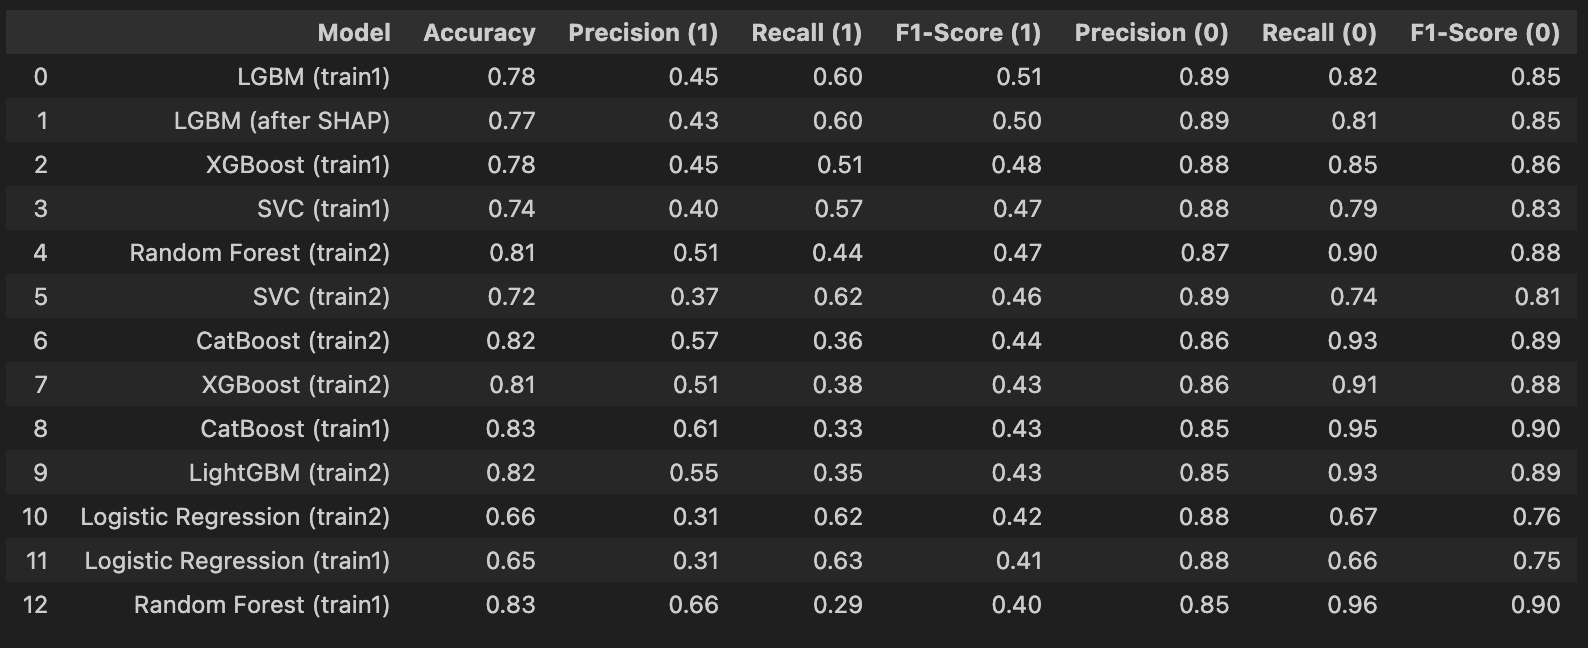 Model Accuracy Precision (1) Recall (1) F1-Score (1) Precision (0) Recall (0) F1-Score (0)
0 LGBM (train1) 0.78 0.45 0.60 0.51 0.89 0.82 0.85
1 LGBM (after SHAP) 0.77 0.43 0.60 0.50 0.89 0.81 0.85
2 XGBoost (train1) 0.78 0.45 0.51 0.48 0.88 0.85 0.86
3 SVC (train1) 0.74 0.40 0.57 0.47 0.88 0.79 0.83
4 Random Forest (train2) 0.81 0.51 0.44 0.47 0.87 0.90 0.88
5 SVC (train2) 0.72 0.37 0.62 0.46 0.89 0.74 0.81
6 CatBoost (train2) 0.82 0.57 0.36 0.44 0.86 0.93 0.89
7 XGBoost (train2) 0.81 0.51 0.38 0.43 0.86 0.91 0.88
8 CatBoost (train1) 0.83 0.61 0.33 0.43 0.85 0.95 0.90
9 LightGBM (train2) 0.82 0.55 0.35 0.43 0.85 0.93 0.89
10 Logistic Regression (train2) 0.66 0.31 0.62 0.42 0.88 0.67 0.76
11 Logistic Regression (train1) 0.65 0.31 0.63 0.41 0.88 0.66 0.75
12 Random Forest (train1) 0.83 0.66 0.29 0.40 0.85 0.96 0.90